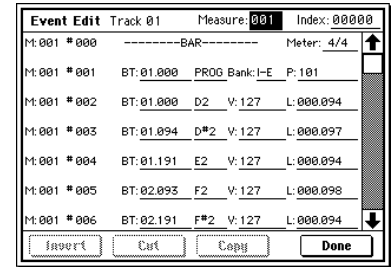 Event Edit Track 01 Measure: 001 Index: 00000
M: 001 # 000 --------BAR-------- Meter: 4/4
M: 001 # 001 BT: 01.000 PROG Bank: I-E P: 101
M: 001 # 002 BT: 01.000 D2 V: 127 L: 000.094
M: 001 # 003 BT: 01.094 D#2 V: 127 L: 000.097
M: 001 # 004 BT: 01.191 E2 V: 127 L: 000.094
M: 001 # 005 BT: 02.093 F2 V: 127 L: 000.098
M: 001 # 006 BT: 02.191 F#2 V: 127 L: 000.094
Insert Cut Copy Done